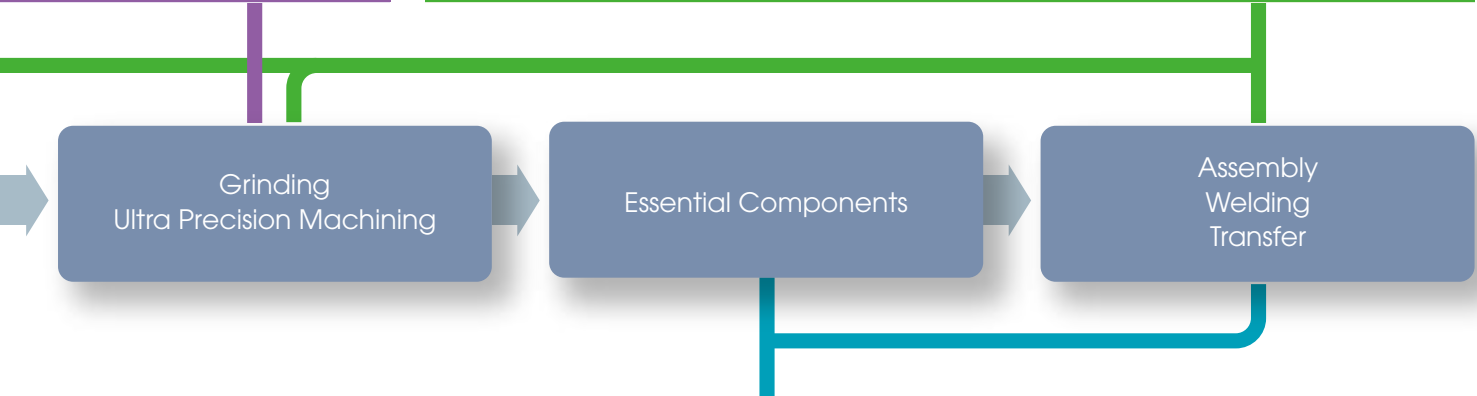 Grinding
Ultra Precision Machining
Essential Components
Assembly
Welding
Transfer